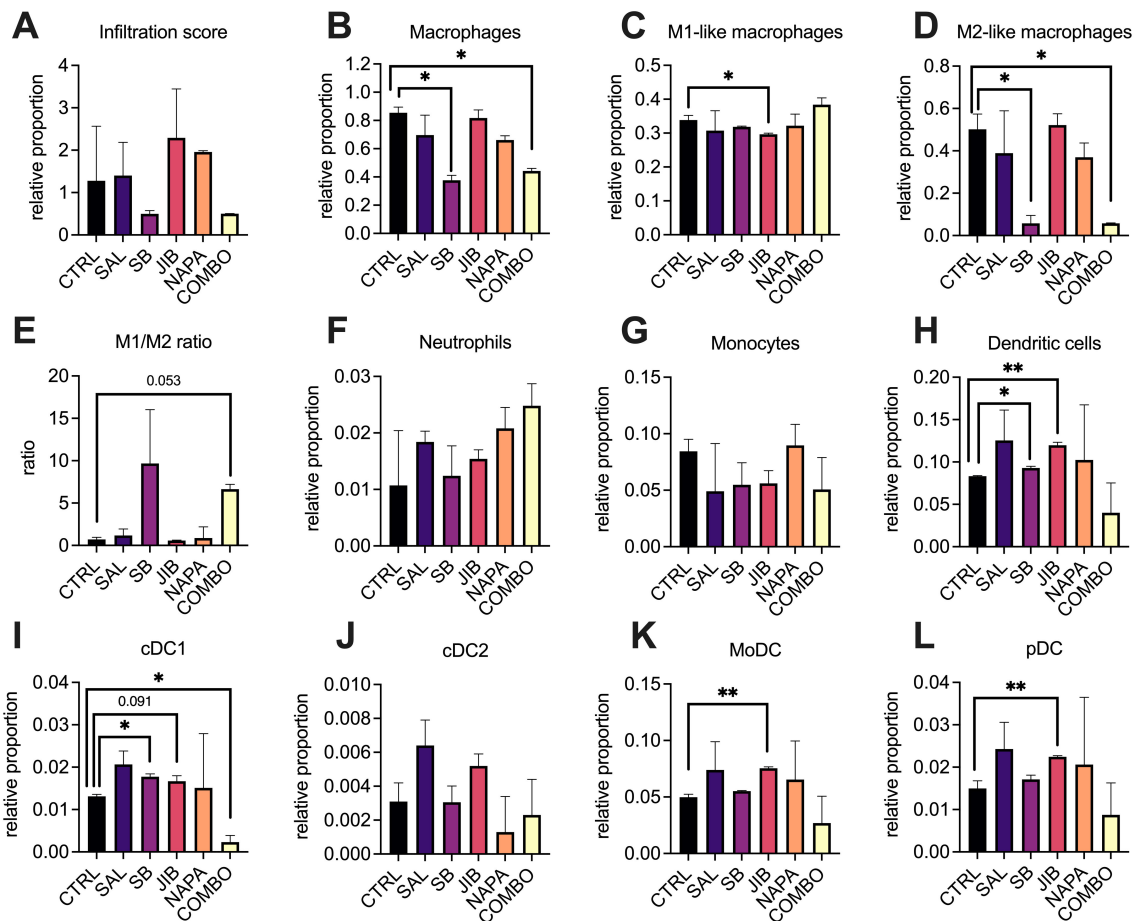 A Infiltration score
relative proportion
4
3
2
1
0
CTRL SAL SB JIB NAPA COMBO
B Macrophages
relative proportion
1.2
1.0
0.8
0.6
0.4
0.2
0.0
*
*
CTRL SAL SB JIB NAPA COMBO
C M1-like macrophages
relative proportion
0.5
0.4
0.3
0.2
0.1
0.0
*
CTRL SAL SB JIB NAPA COMBO
D M2-like macrophages
relative proportion
0.8
0.6
0.4
0.2
0.0
*
*
CTRL SAL SB JIB NAPA COMBO
E M1/M2 ratio
ratio
20
15
10
5
0
0.053
CTRL SAL SB JIB NAPA COMBO
F Neutrophils
relative proportion
0.03
0.02
0.01
0.00
CTRL SAL SB JIB NAPA COMBO
G Monocytes
relative proportion
0.15
0.10
0.05
0.00
CTRL SAL SB JIB NAPA COMBO
H Dendritic cells
relative proportion
0.20
0.15
0.10
0.05
0.00
**
*
CTRL SAL SB JIB NAPA COMBO
I cDC1
relative proportion
0.04
0.03
0.02
0.01
0.00
*
0.091
*
CTRL SAL SB JIB NAPA COMBO
J cDC2
relative proportion
0.010
0.008
0.006
0.004
0.002
0.000
CTRL SAL SB JIB NAPA COMBO
K MoDC
relative proportion
0.15
0.10
0.05
0.00
**
CTRL SAL SB JIB NAPA COMBO
L pDC
relative proportion
0.04
0.03
0.02
0.01
0.00
**
CTRL SAL SB JIB NAPA COMBO